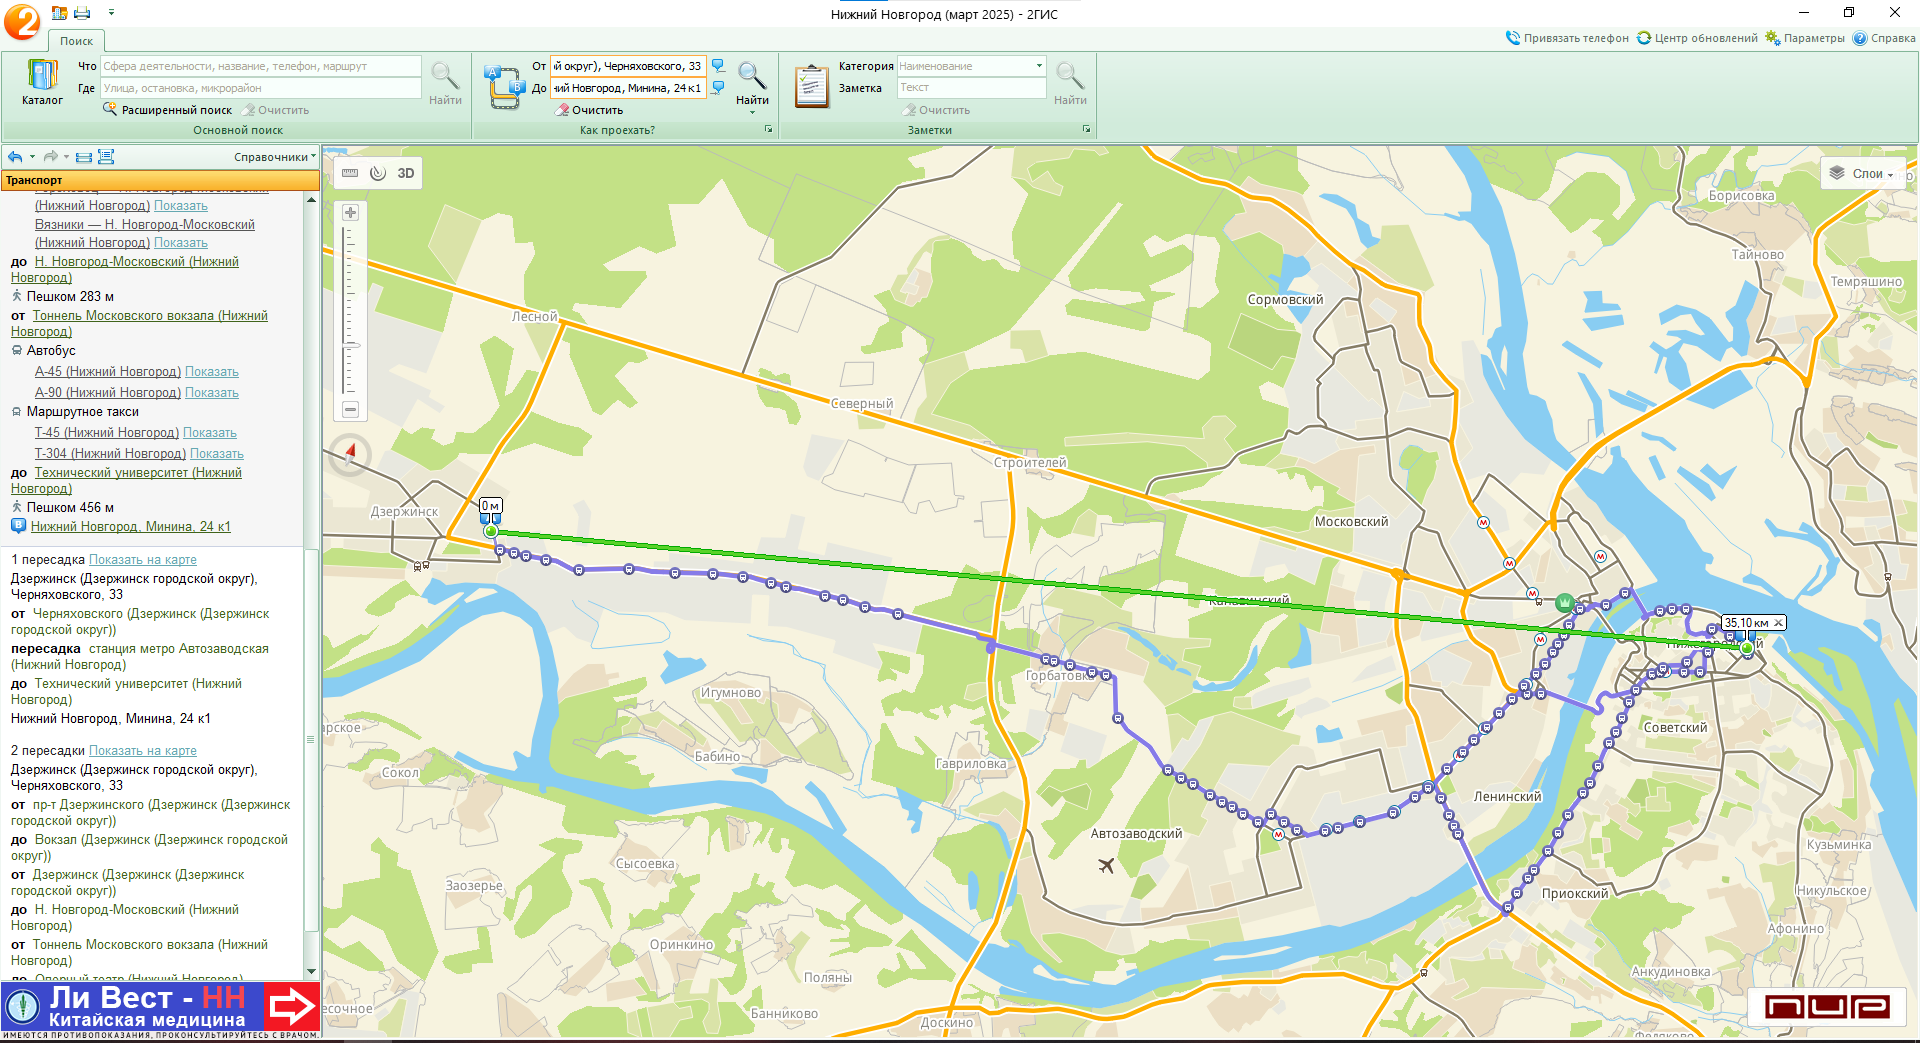 Нижний Новгород (март 2025) - 2ГИС
Поиск
Привязать телефон
Центр обновлений
Параметры
Справка
Каталог
Что
Сфера деятельности, название, телефон, маршрут
Где
Улица, остановка, микрорайон
Расширенный поиск
Очистить
Найти
Основной поиск
От
й округ), Черняховского, 33
До
ний Новгород, Минина, 24 к1
Очистить
Найти
Как проехать?
Категория
Наименование
Заметка
Текст
Очистить
Найти
Заметки
Справочники
Транспорт
(Нижний Новгород) Показать
Вязники — Н. Новгород-Московский
(Нижний Новгород) Показать
до Н. Новгород-Московский (Нижний
Новгород)
Пешком 283 м
от Тоннель Московского вокзала (Нижний
Новгород)
Автобус
А-45 (Нижний Новгород) Показать
А-90 (Нижний Новгород) Показать
Маршрутное такси
Т-45 (Нижний Новгород) Показать
Т-304 (Нижний Новгород) Показать
до Технический университет (Нижний
Новгород)
Пешком 456 м
B Нижний Новгород, Минина, 24 к1
1 пересадка Показать на карте
Дзержинск (Дзержинск городской округ),
Черняховского, 33
от Черняховского (Дзержинск (Дзержинск
городской округ))
пересадка станция метро Автозаводская
(Нижний Новгород)
до Технический университет (Нижний
Новгород)
Нижний Новгород, Минина, 24 к1
2 пересадки Показать на карте
Дзержинск (Дзержинск городской округ),
Черняховского, 33
от пр-т Дзержинского (Дзержинск (Дзержинск
городской округ))
до Вокзал (Дзержинск (Дзержинск городской
округ))
от Дзержинск (Дзержинск (Дзержинск
городской округ))
до Н. Новгород-Московский (Нижний
Новгород)
от Тоннель Московского вокзала (Нижний
Новгород)
до Оперный театр (Нижний Новгород)
Ли Вест - НН
Китайская медицина
ИМЕЮТСЯ ПРОТИВОПОКАЗАНИЯ, ПРОКОНСУЛЬТИРУЙТЕСЬ С ВРАЧОМ.
3D
Слои
Борисовка
Тайново
Темряшино
Сормовский
Лесной
Северный
Строителей
Дзержинск
0 м
Московский
Канавинский
35,10 км
Горбатовка
Игумново
Советский
Бабино
Гавриловка
Сокол
Ленинский
Автозаводский
Кузьминка
Сысоевка
Заозерье
Приокский
Никульское
Афонино
Оринкино
Поляны
Анкудиновка
Банниково
Доскино
Федяково